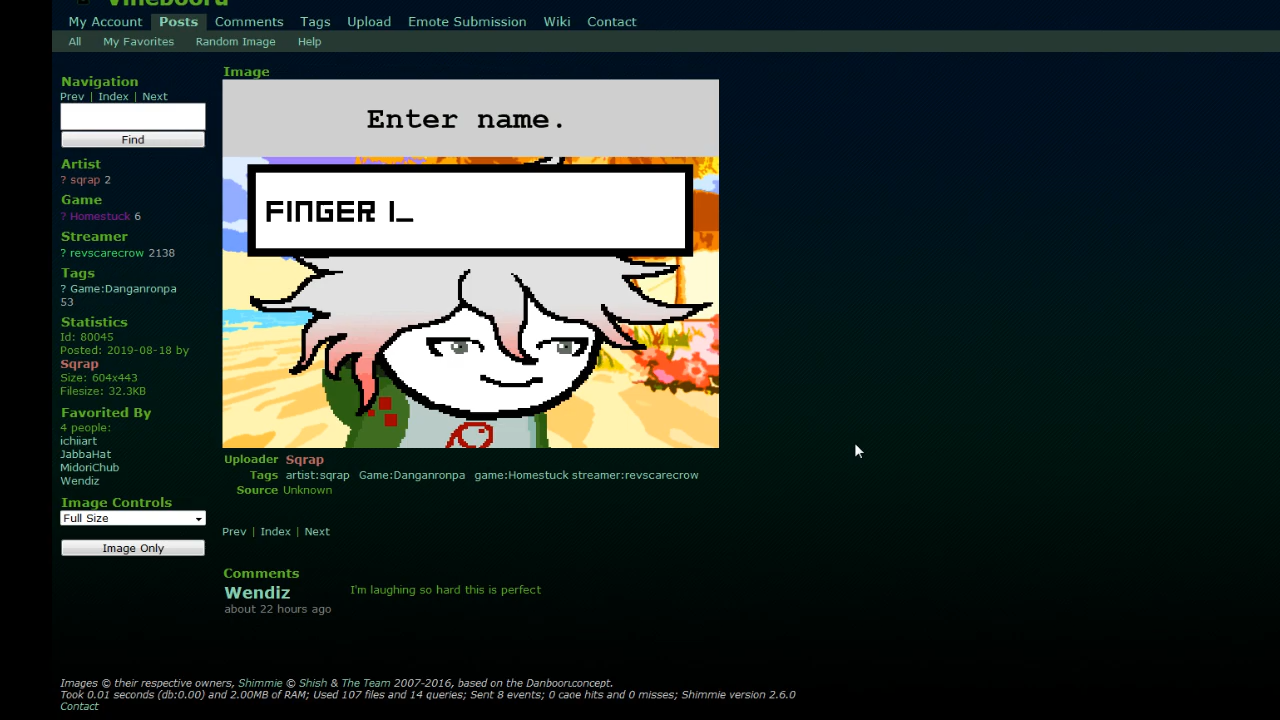 Vineboord
My Account Posts Comments Tags Upload Emote Submission Wiki Contact
All My Favorites Random Image Help
Navigation
Prev | Index | Next
Find
Artist
? sqrap 2
Game
? Homestuck 6
Streamer
? revscarecrow 2138
Tags
? Game:Danganronpa
53
Statistics
Id: 80045
Posted: 2019-08-18 by
Sqrap
Size: 604x443
Filesize: 32.3KB
Favorited By
4 people:
ichiiart
JabbaHat
MidoriChub
Wendiz
Image Controls
Full Size
Image Only
Image
Enter name.
FINGER I_
Uploader Sqrap
Tags artist:sqrap Game:Danganronpa game:Homestuck streamer:revscarecrow
Source Unknown
Prev | Index | Next
Comments
Wendiz I'm laughing so hard this is perfect
about 22 hours ago
Images © their respective owners, Shimmie © Shish & The Team 2007-2016, based on the Danbooru concept.
Took 0.01 seconds (db:0.00) and 2.00MB of RAM; Used 107 files and 14 queries; Sent 8 events; 0 cane hits and 0 misses; Shimmie version 2.6.0
Contact